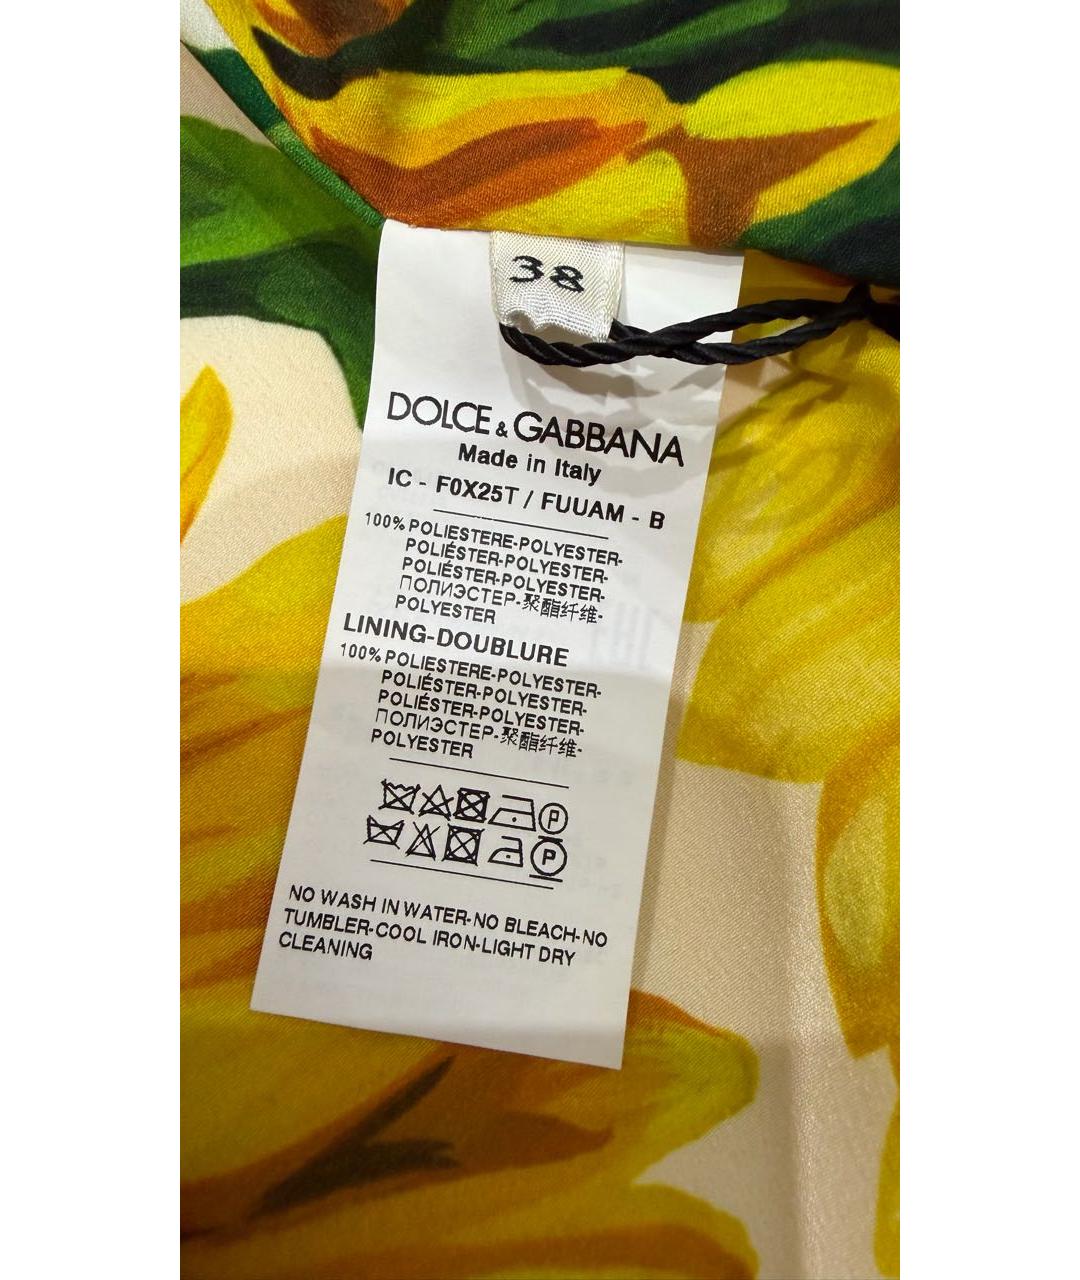 38
DOLCE & GABBANA
Made in Italy
IC - F0X25T / FUUAM - B
100% POLIESTERE-POLYESTER-
POLIÉSTER-POLYESTER-
POLIÉSTER-POLYESTER-
ПОЛИЭСТЕР-聚酯纤维-
POLYESTER
LINING-DOUBLURE
100% POLIESTERE-POLYESTER-
POLIÉSTER-POLYESTER-
POLIÉSTER-POLYESTER-
ПОЛИЭСТЕР-聚酯纤维-
POLYESTER
P
P
NO WASH IN WATER-NO BLEACH-NO
TUMBLER-COOL IRON-LIGHT DRY
CLEANING